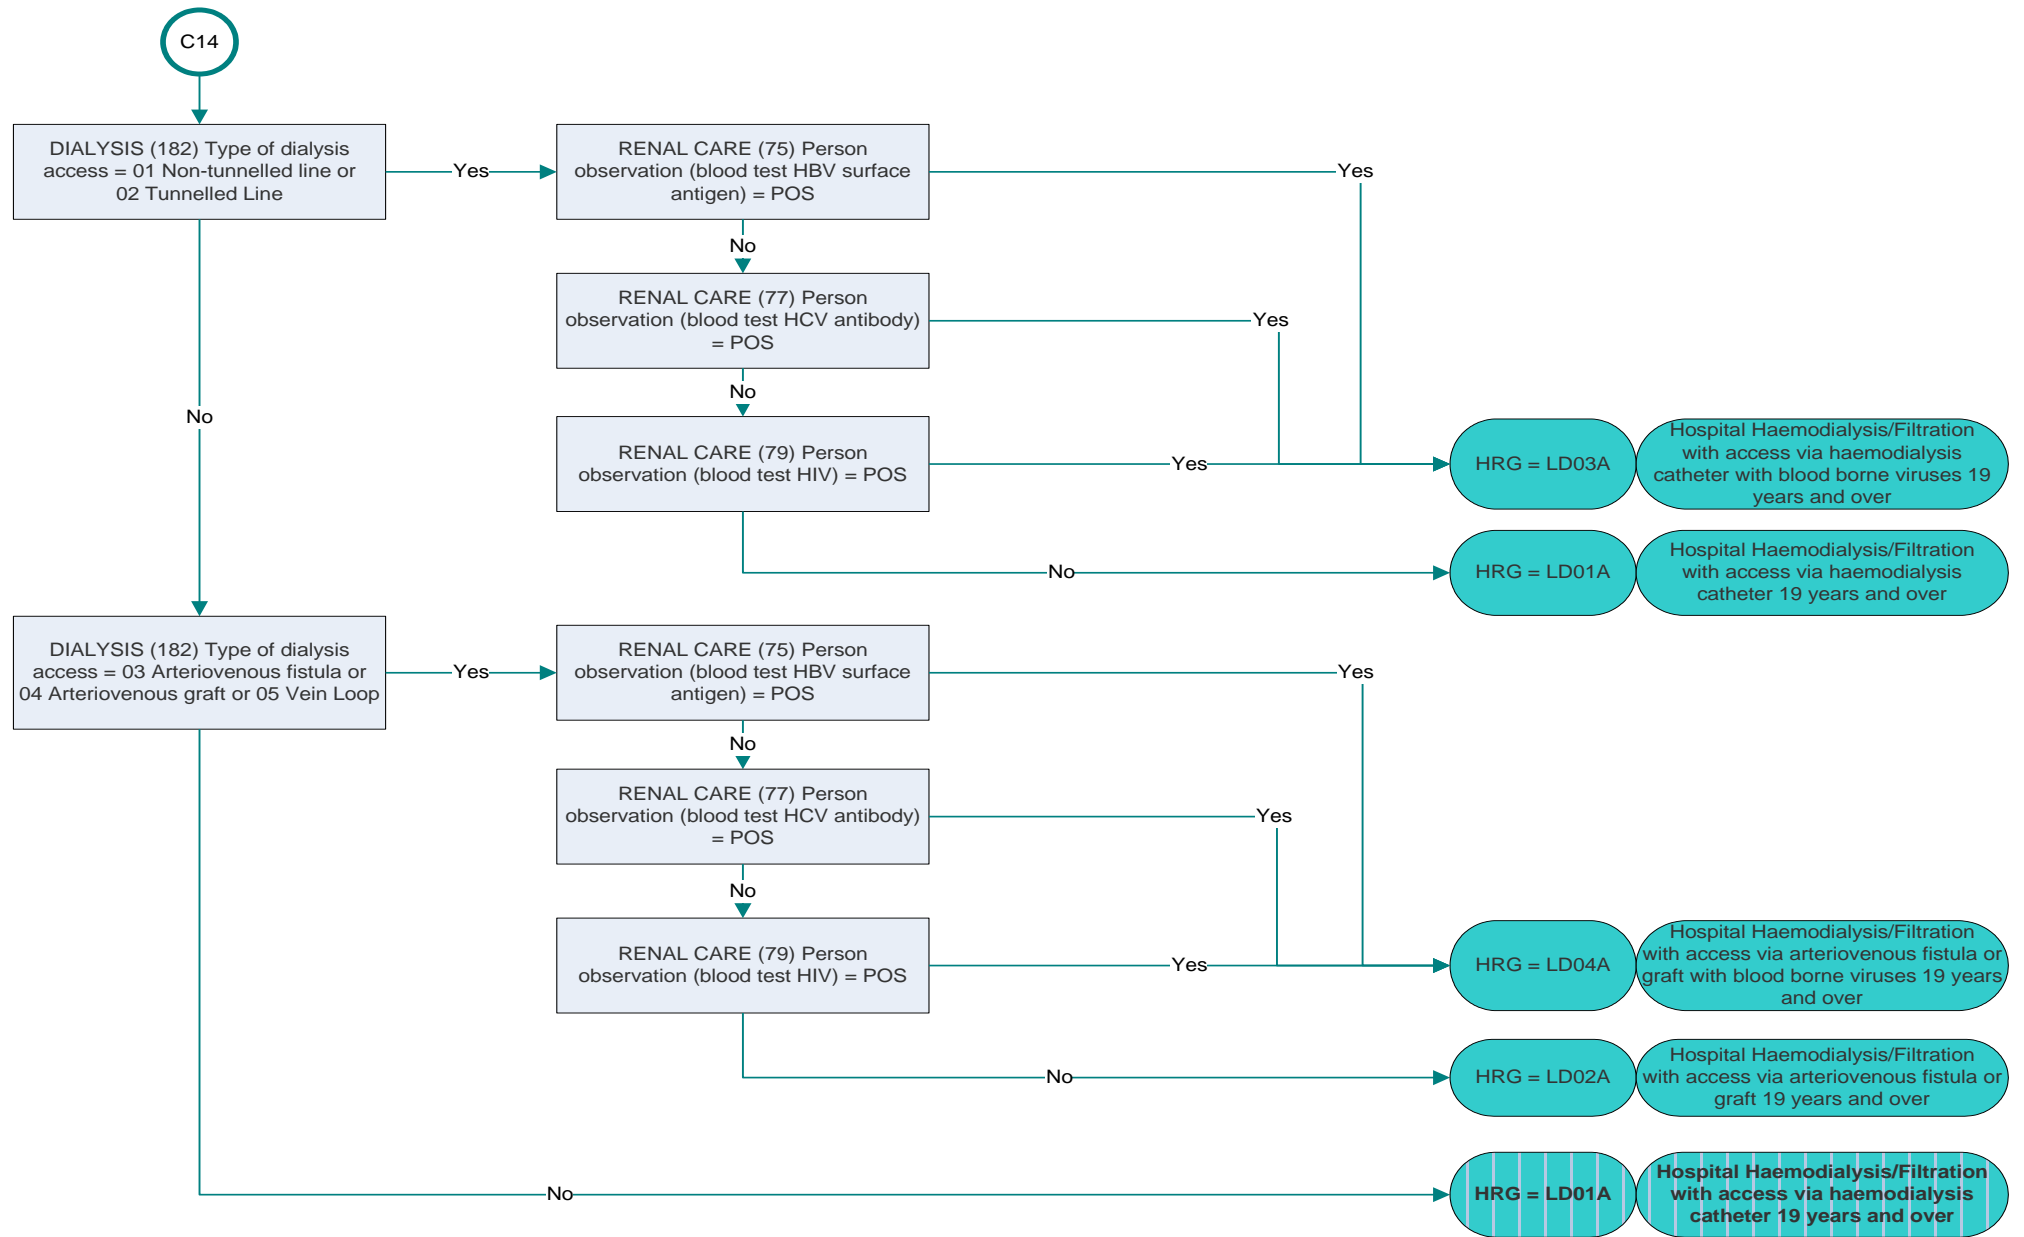 C14
DIALYSIS (182) Type of dialysis
access = 01 Non-tunnelled line or
02 Tunnelled Line
Yes
RENAL CARE (75) Person
observation (blood test HBV surface
antigen) = POS
Yes
No
RENAL CARE (77) Person
observation (blood test HCV antibody)
= POS
Yes
No
No
RENAL CARE (79) Person
observation (blood test HIV) = POS
Yes
HRG = LD03A
Hospital Haemodialysis/Filtration
with access via haemodialysis
catheter with blood borne viruses 19
years and over
No
HRG = LD01A
Hospital Haemodialysis/Filtration
with access via haemodialysis
catheter 19 years and over
DIALYSIS (182) Type of dialysis
access = 03 Arteriovenous fistula or
04 Arteriovenous graft or 05 Vein Loop
Yes
RENAL CARE (75) Person
observation (blood test HBV surface
antigen) = POS
Yes
No
RENAL CARE (77) Person
observation (blood test HCV antibody)
= POS
Yes
No
RENAL CARE (79) Person
observation (blood test HIV) = POS
Yes
HRG = LD04A
Hospital Haemodialysis/Filtration
with access via arteriovenous fistula or
graft with blood borne viruses 19 years
and over
No
HRG = LD02A
Hospital Haemodialysis/Filtration
with access via arteriovenous fistula or
graft 19 years and over
No
HRG = LD01A
Hospital Haemodialysis/Filtration
with access via haemodialysis
catheter 19 years and over